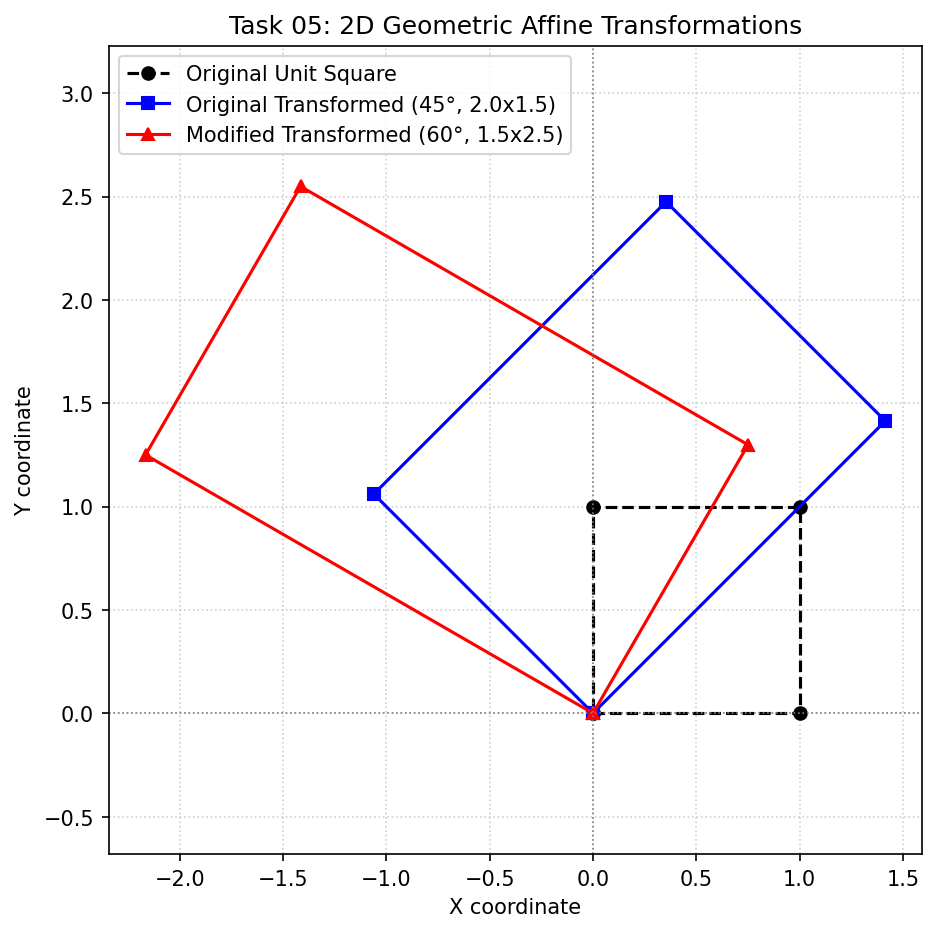 Task 05: 2D Geometric Affine Transformations
Original Unit Square
Original Transformed (45°, 2.0x1.5)
Modified Transformed (60°, 1.5x2.5)
3.0
2.5
2.0
1.5
1.0
0.5
0.0
−0.5
Y coordinate
−2.0 −1.5 −1.0 −0.5 0.0 0.5 1.0 1.5
X coordinate